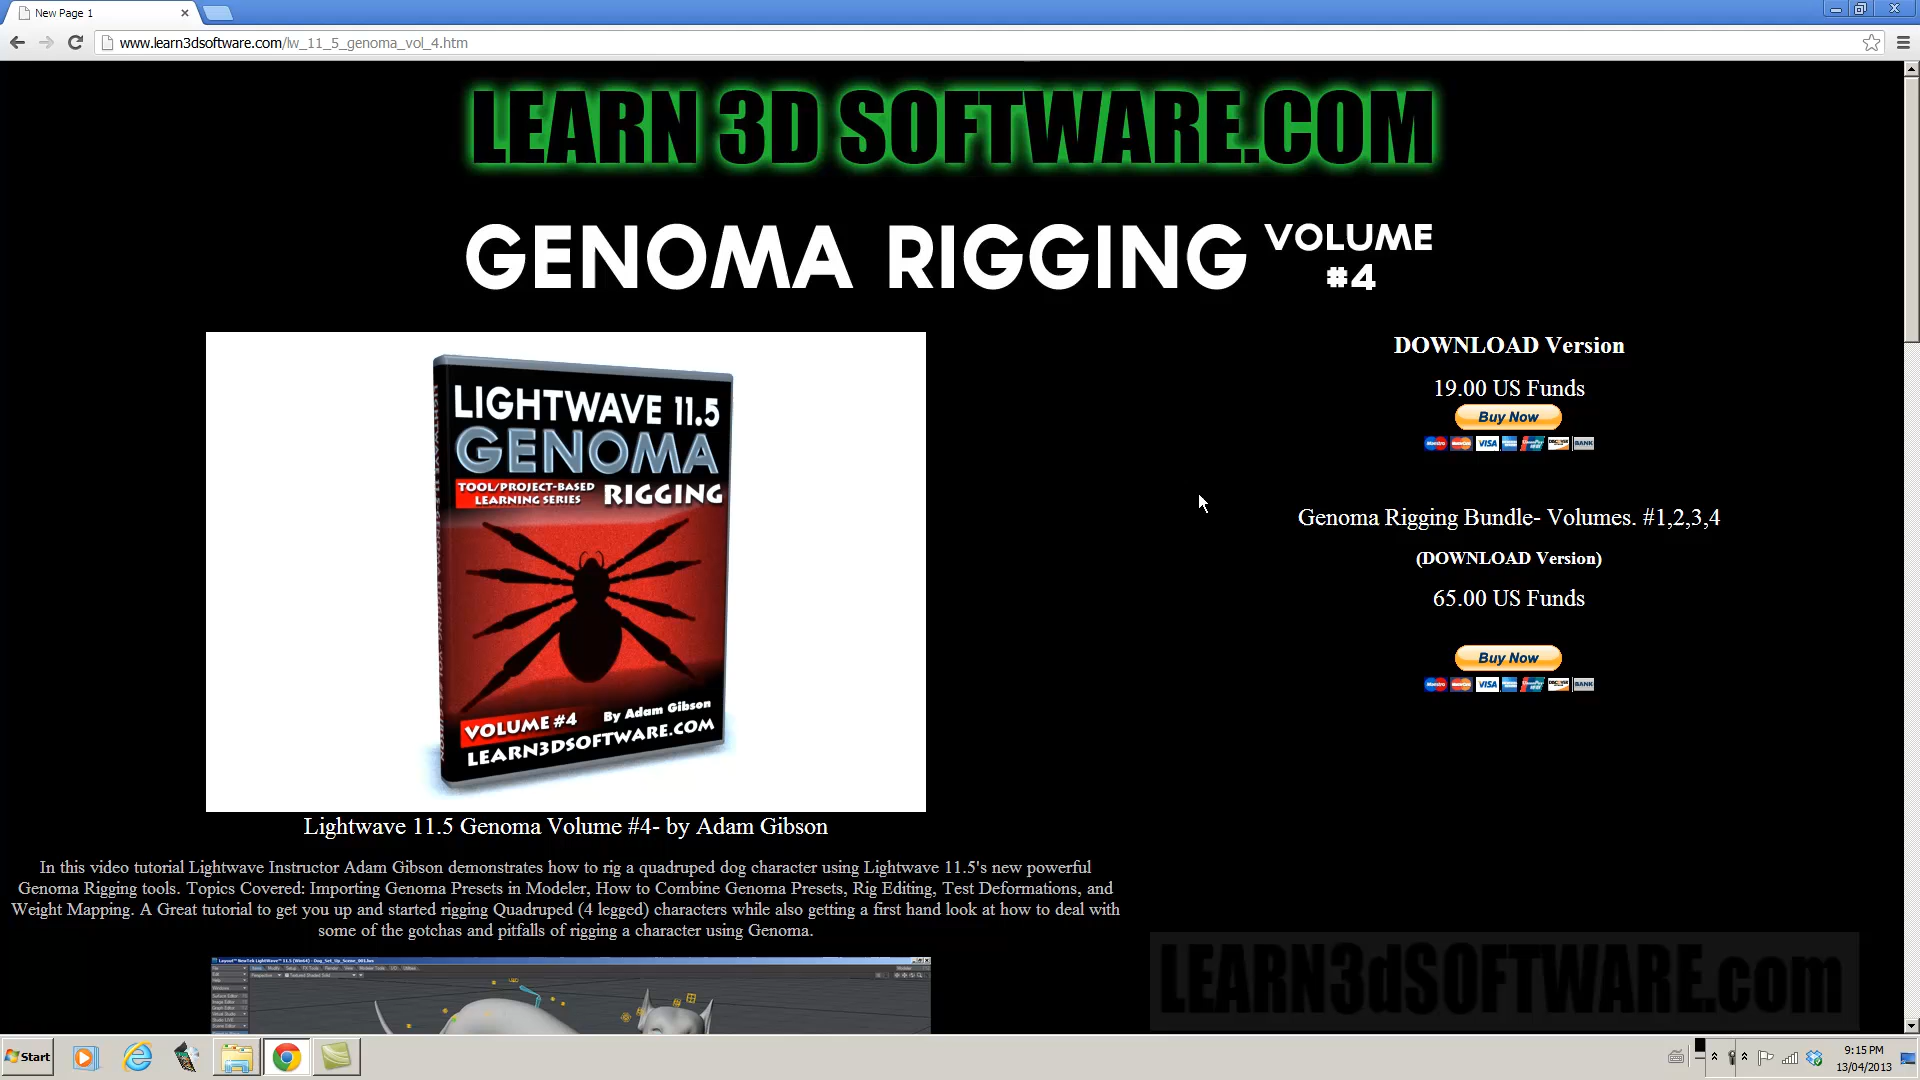 New Page 1
www.learn3dsoftware.com/lw_11_5_genoma_vol_4.htm
LEARN 3D SOFTWARE.COM
GENOMA RIGGING VOLUME #4
LIGHTWAVE 11.5
GENOMA
TOOL/PROJECT-BASED
LEARNING SERIES
RIGGING
VOLUME #4
By Adam Gibson
LEARN3DSOFTWARE.COM
DOWNLOAD Version
19.00 US Funds
Buy Now
VISA
BANK
Genoma Rigging Bundle- Volumes. #1,2,3,4
(DOWNLOAD Version)
65.00 US Funds
Buy Now
VISA
BANK
Lightwave 11.5 Genoma Volume #4- by Adam Gibson
In this video tutorial Lightwave Instructor Adam Gibson demonstrates how to rig a quadruped dog character using Lightwave 11.5's new powerful
Genoma Rigging tools. Topics Covered: Importing Genoma Presets in Modeler, How to Combine Genoma Presets, Rig Editing, Test Deformations, and
Weight Mapping. A Great tutorial to get you up and started rigging Quadruped (4 legged) characters while also getting a first hand look at how to deal with
some of the gotchas and pitfalls of rigging a character using Genoma.
LEARN3dSOFTWARE.com
Start
9:15 PM
13/04/2013